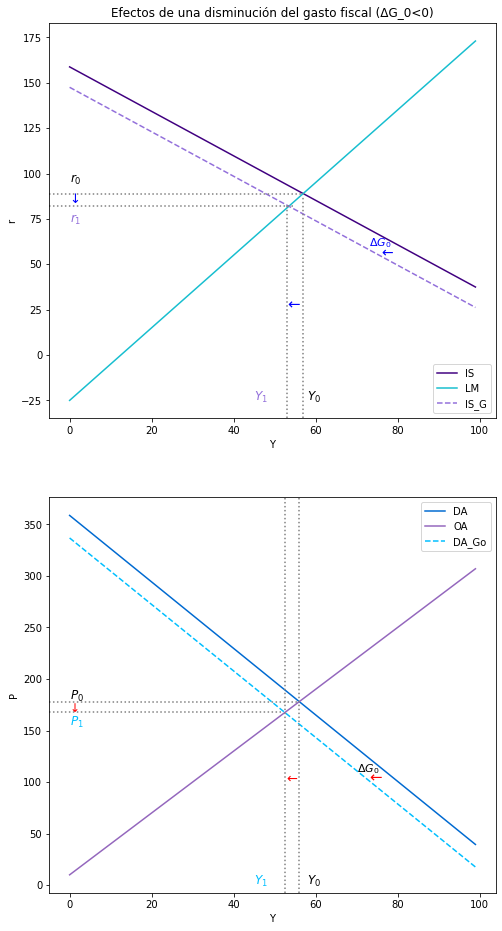 Efectos de una disminución del gasto fiscal (ΔG_0<0)
175
150
125
100
75
50
25
0
−25
r
r₀
↓
r₁
ΔG₀
←
←
Y₁ Y₀
IS
LM
IS_G
0 20 40 60 80 100
Y
350
300
250
200
150
100
50
0
P
DA
OA
DA_Go
P₀
↓
P₁
ΔG₀
←
←
Y₁ Y₀
0 20 40 60 80 100
Y